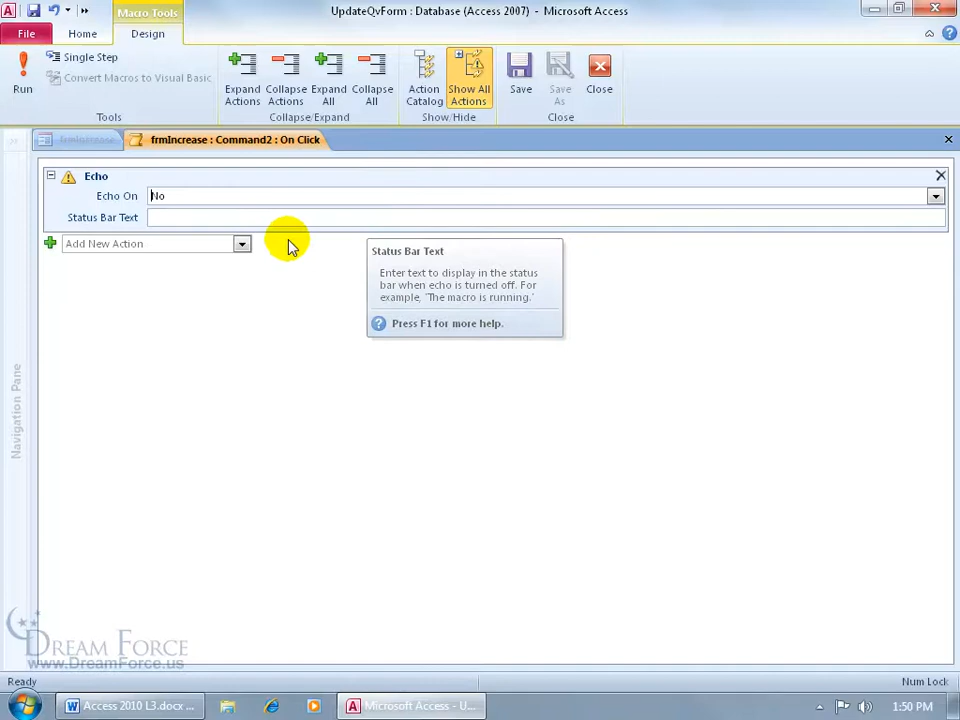 UpdateQvForm : Database (Access 2007) - Microsoft Access
Macro Tools
File
Home
Design
Run
Single Step
Convert Macros to Visual Basic
Tools
Expand Actions
Collapse Actions
Expand All
Collapse All
Collapse/Expand
Action Catalog
Show All Actions
Show/Hide
Save
Save As
Close
Close
frmIncrease
frmIncrease : Command2 : On Click
Echo
Echo On
No
Status Bar Text
Add New Action
Status Bar Text
Enter text to display in the status
bar when echo is turned off. For
example, 'The macro is running.'
Press F1 for more help.
Navigation Pane
DREAM FORCE
www.DreamForce.us
Ready
Num Lock
Access 2010 L3.docx ...
Microsoft Access - U...
1:50 PM